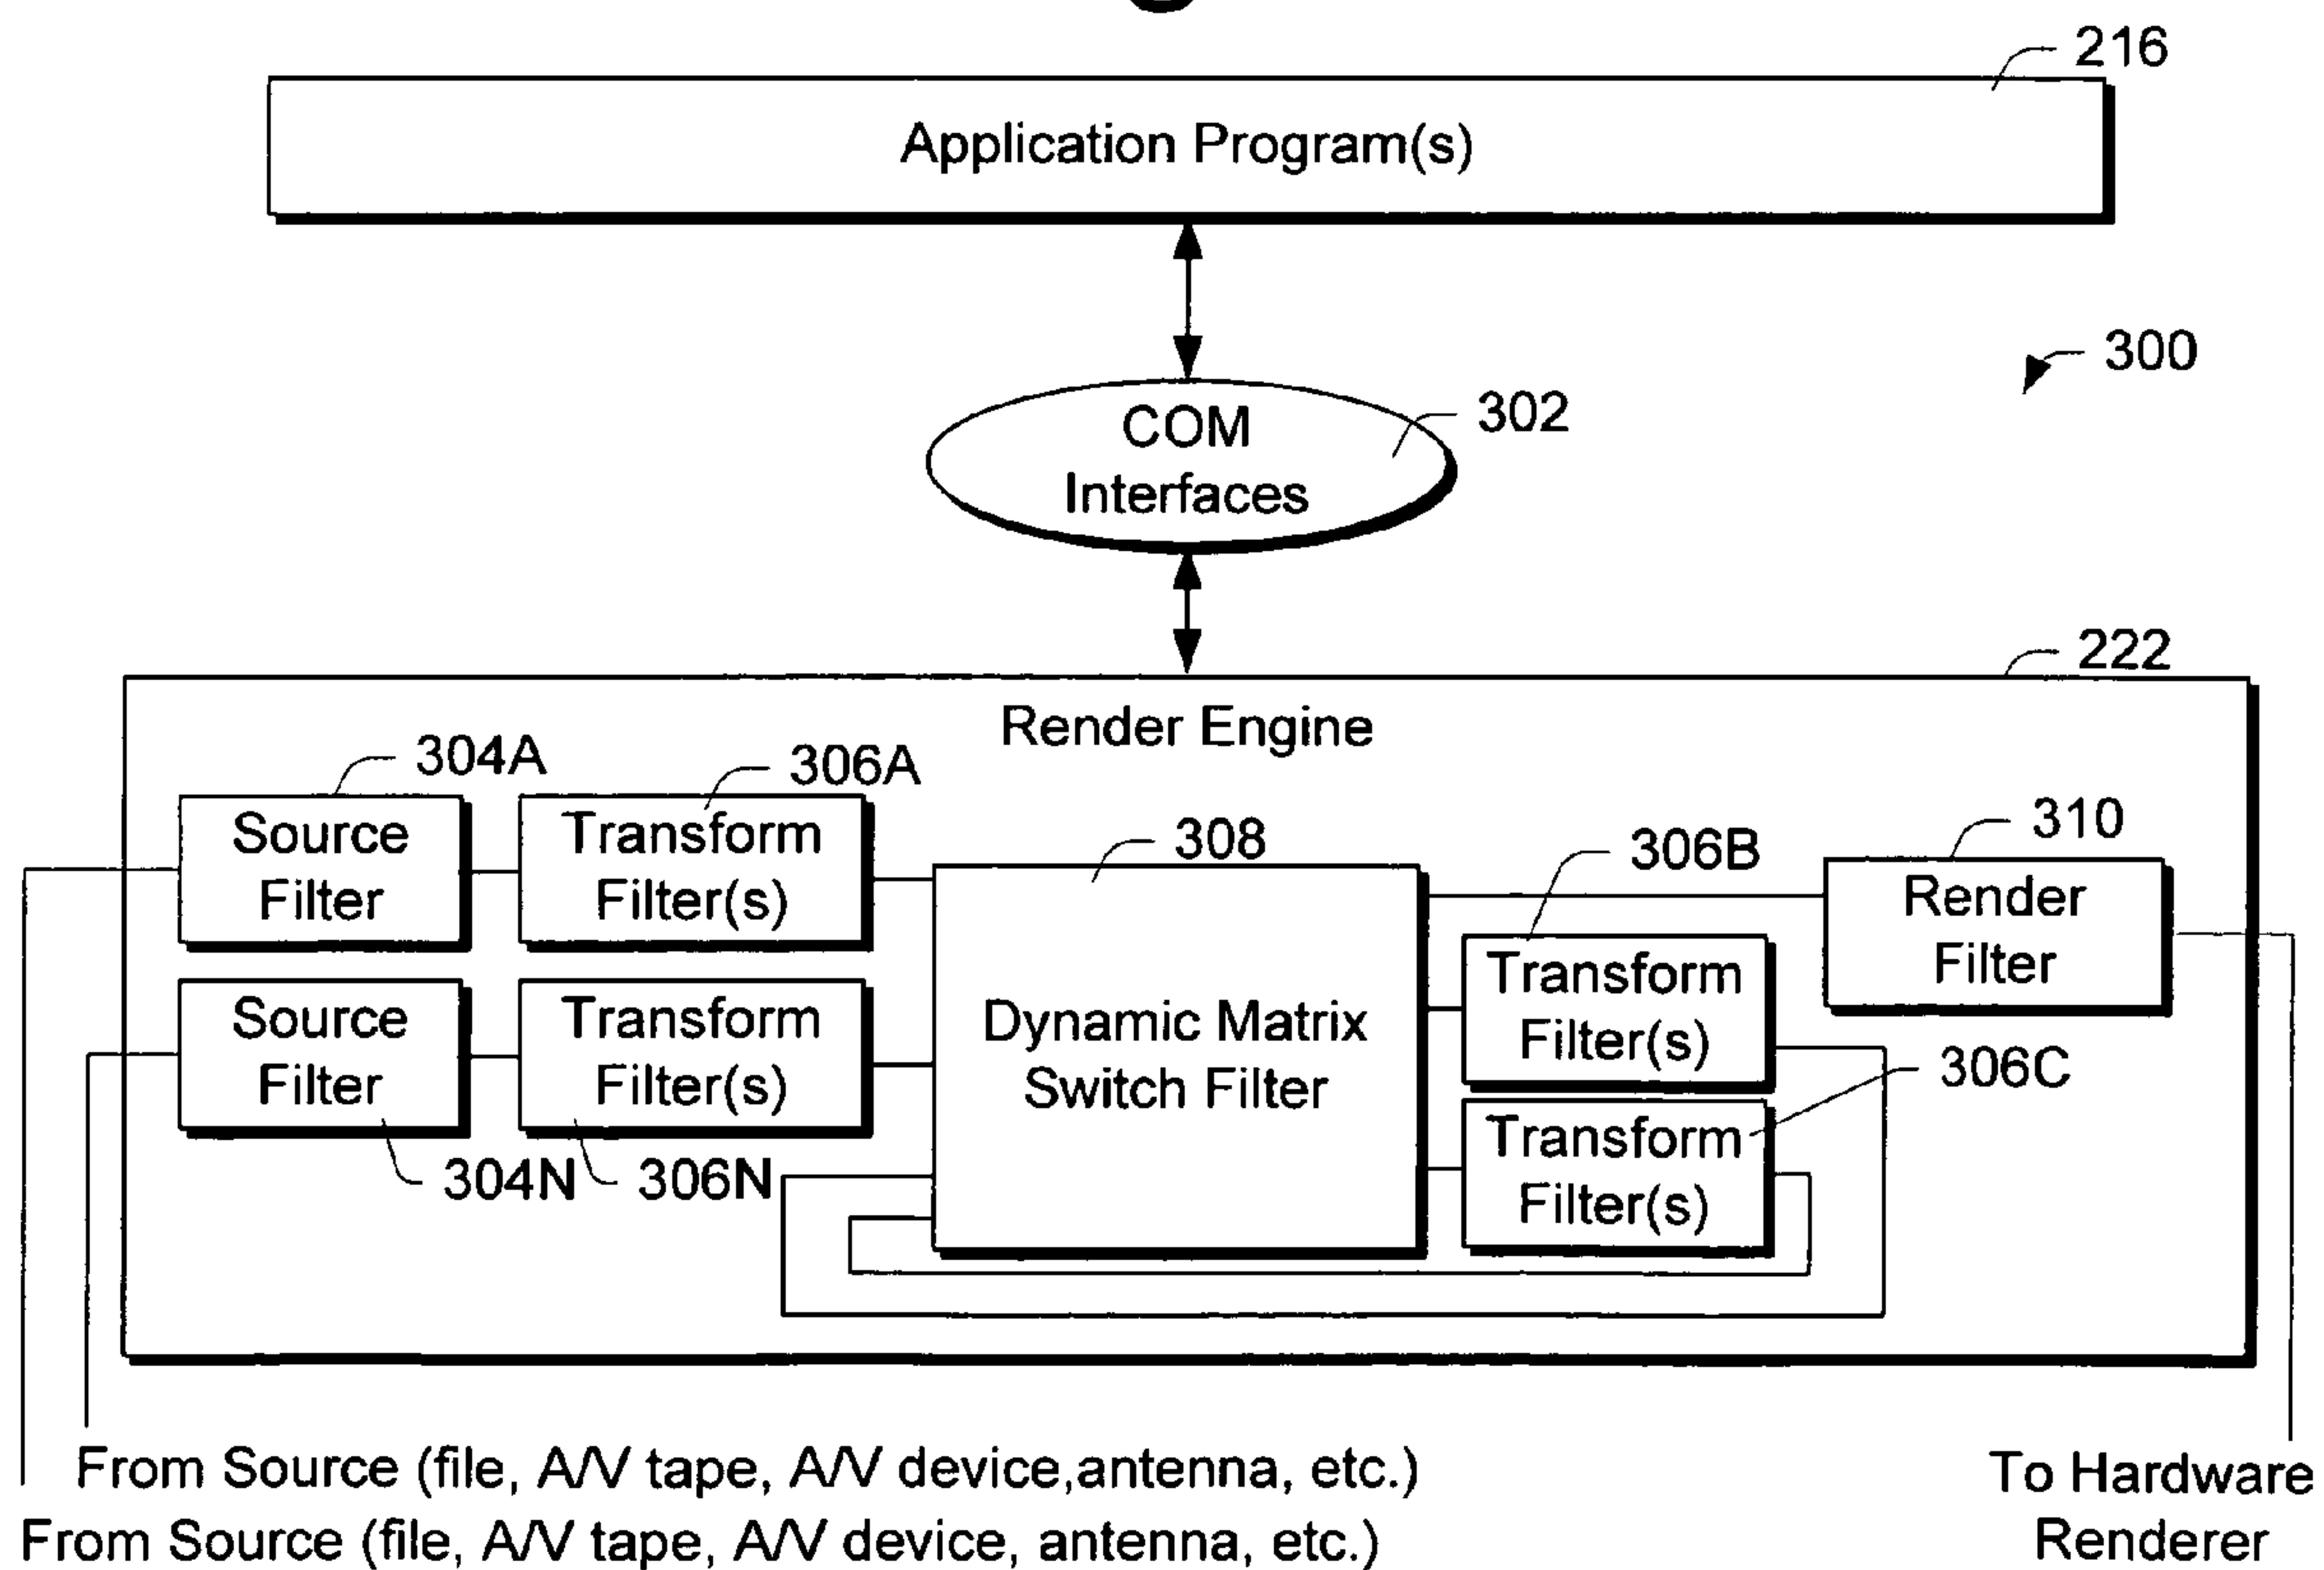 216
Application Program(s)
300
302
COM
Interfaces
222
Render Engine
304A
306A
Source
Filter
Transform
Filter(s)
308
306B
310
Render
Filter
Source
Filter
Transform
Filter(s)
Dynamic Matrix
Switch Filter
Transform
Filter(s)
306C
Transform
Filter(s)
304N
306N
From Source (file, A/V tape, A/V device,antenna, etc.)
From Source (file, A/V tape, A/V device, antenna, etc.)
To Hardware
Renderer